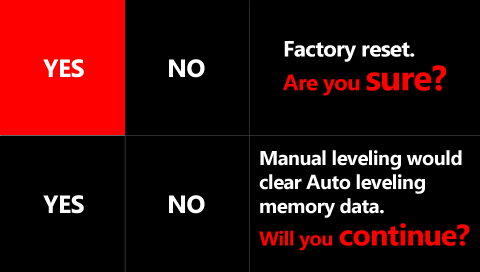 YES
NO
Factory reset.
Are you sure?
YES
NO
Manual leveling would
clear Auto leveling
memory data.
Will you continue?